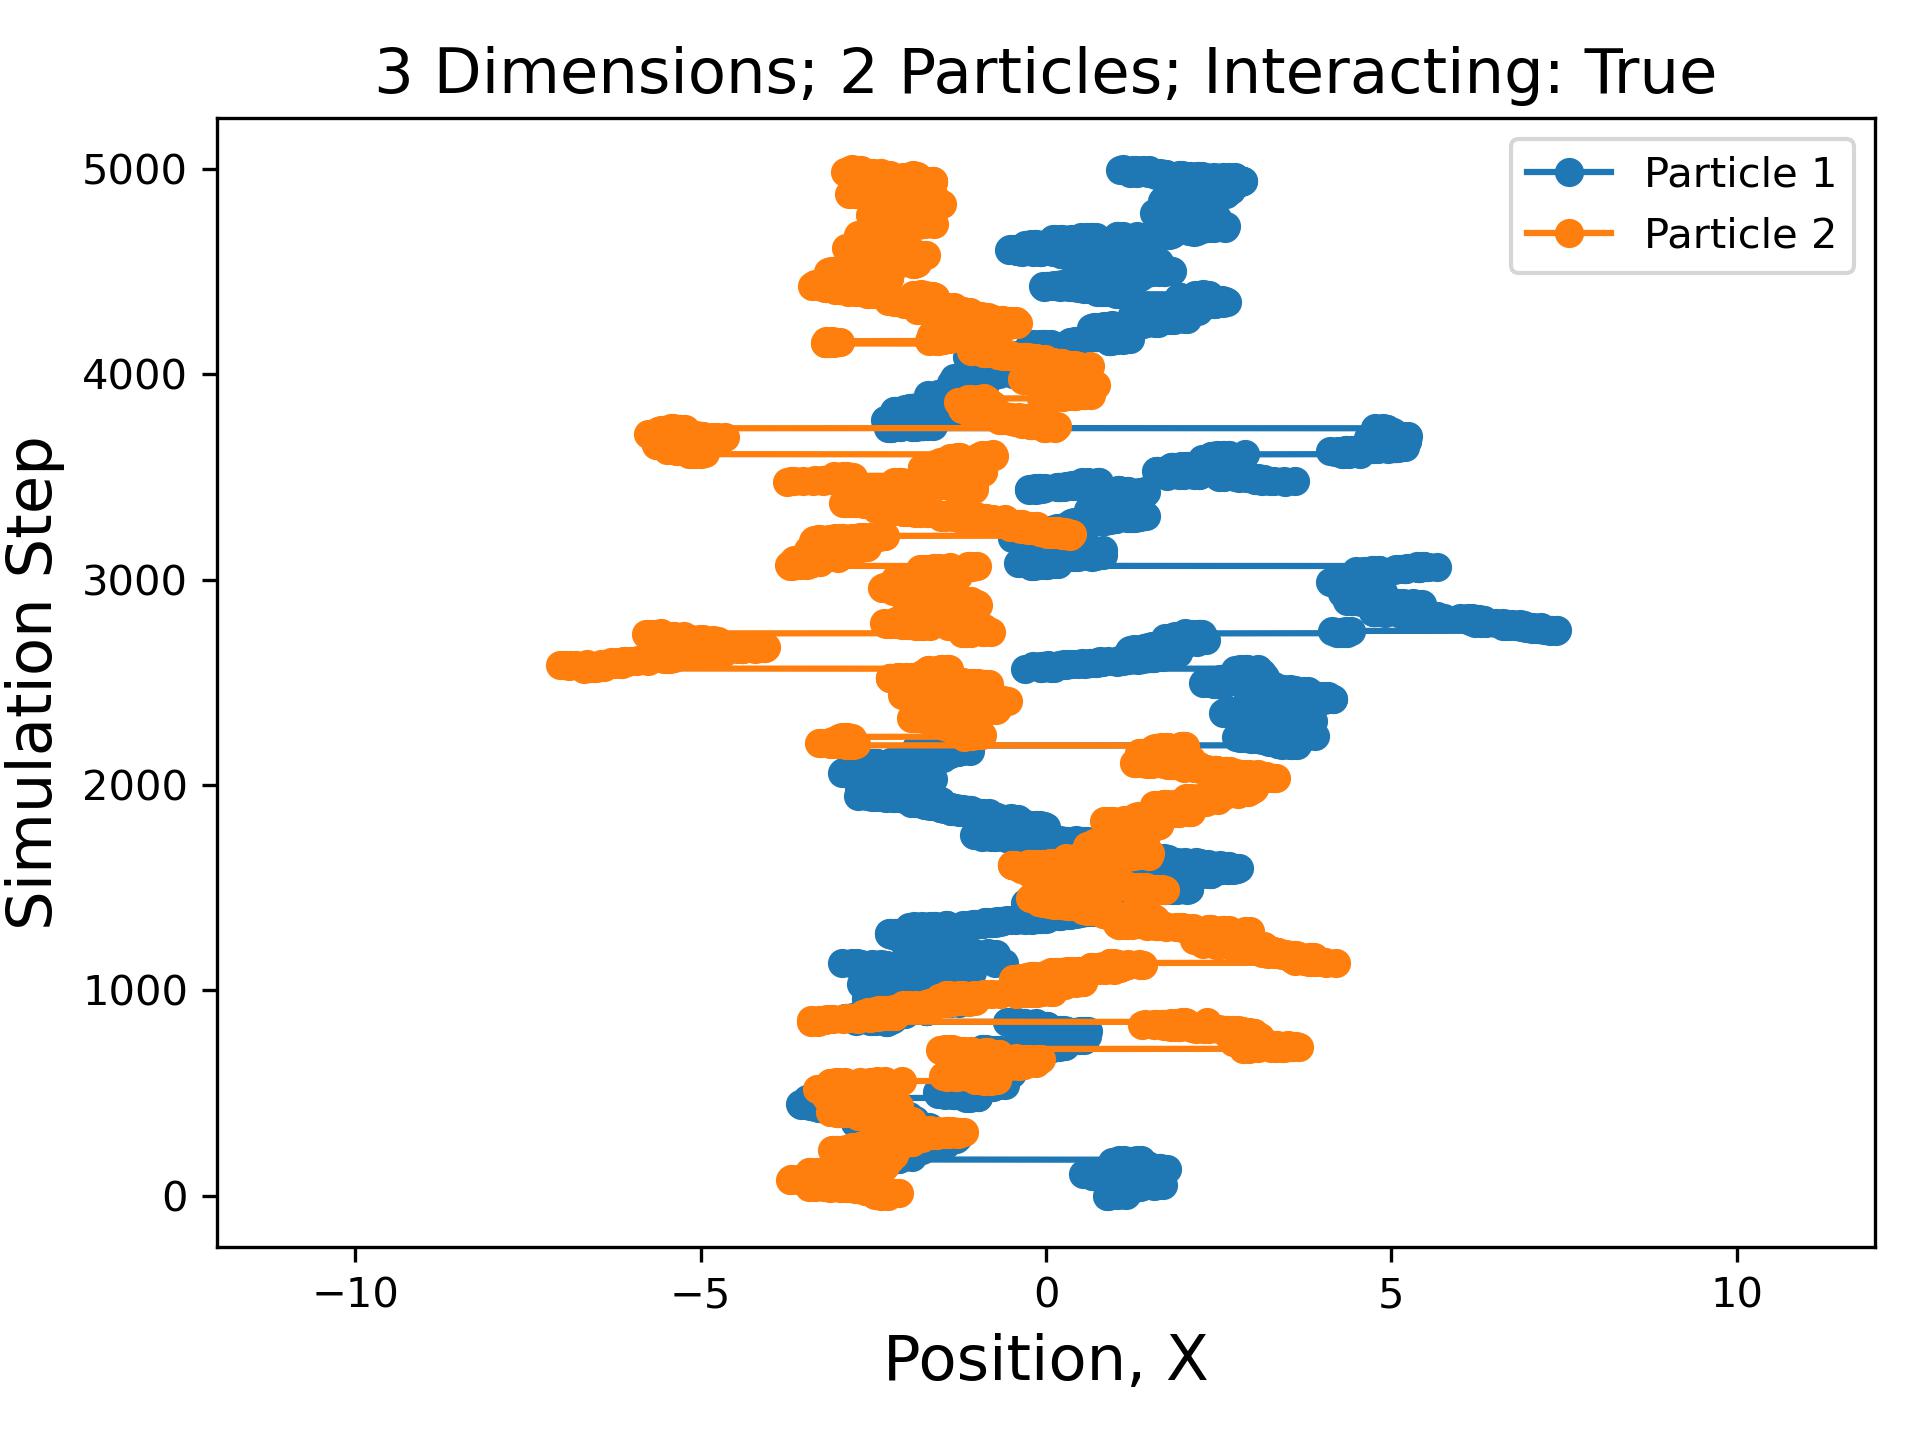 3 Dimensions; 2 Particles; Interacting: True
Particle 1
Particle 2
Simulation Step
5000
4000
3000
2000
1000
0
−10
−5
0
5
10
Position, X